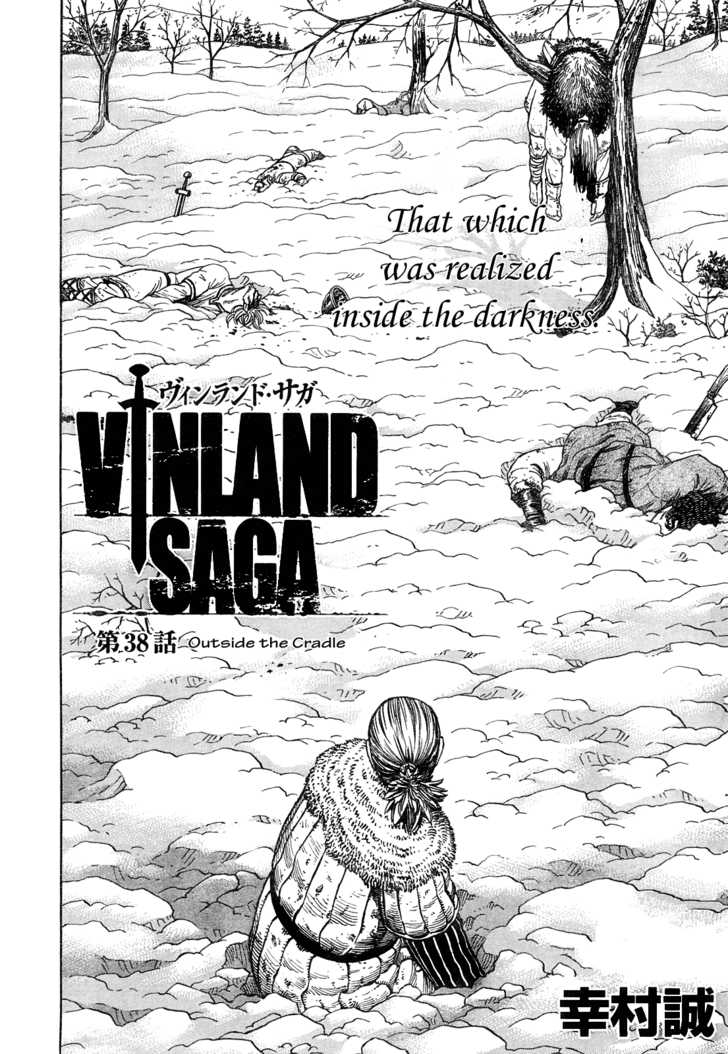 That which
was realized
inside the darkness.
ヴィンランド・サガ
VINLAND
SAGA
第38話 Outside the Cradle
幸村誠